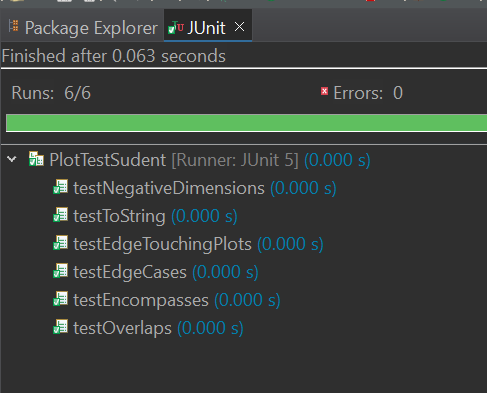 Package Explorer JUnit
Finished after 0.063 seconds
Runs: 6/6 Errors: 0
PlotTestSudent [Runner: JUnit 5] (0.000 s)
testNegativeDimensions (0.000 s)
testToString (0.000 s)
testEdgeTouchingPlots (0.000 s)
testEdgeCases (0.000 s)
testEncompasses (0.000 s)
testOverlaps (0.000 s)